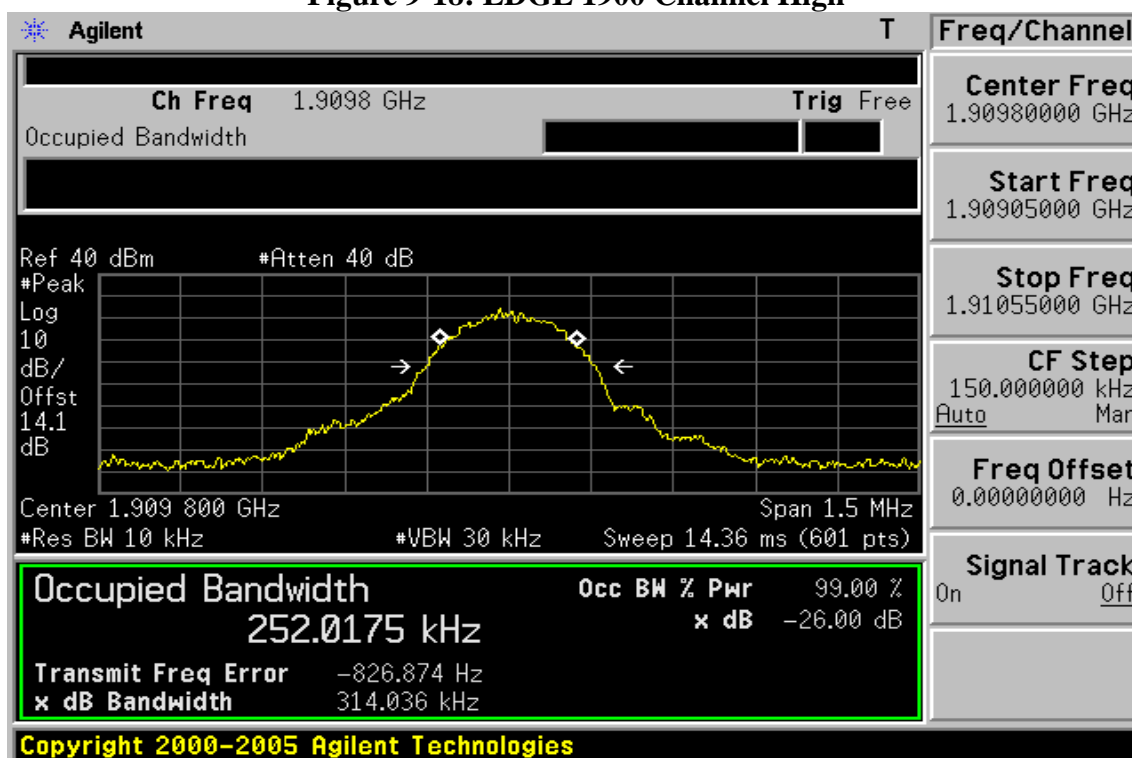 Figure 9-18: EDGE 1900 Channel High
Agilent T
Freq/Channel
Ch Freq 1.9098 GHz Trig Free
Occupied Bandwidth
Center Freq
1.90980000 GHz
Start Freq
1.90905000 GHz
Stop Freq
1.91055000 GHz
CF Step
150.000000 kHz
Auto Man
Freq Offset
0.00000000 Hz
Signal Track
On Off
Ref 40 dBm #Atten 40 dB
#Peak
Log
10
dB/
Offst
14.1
dB
Center 1.909 800 GHz Span 1.5 MHz
#Res BW 10 kHz #VBW 30 kHz Sweep 14.36 ms (601 pts)
Occupied Bandwidth
252.0175 kHz
Occ BW % Pwr 99.00 %
x dB -26.00 dB
Transmit Freq Error -826.874 Hz
x dB Bandwidth 314.036 kHz
Copyright 2000-2005 Agilent Technologies